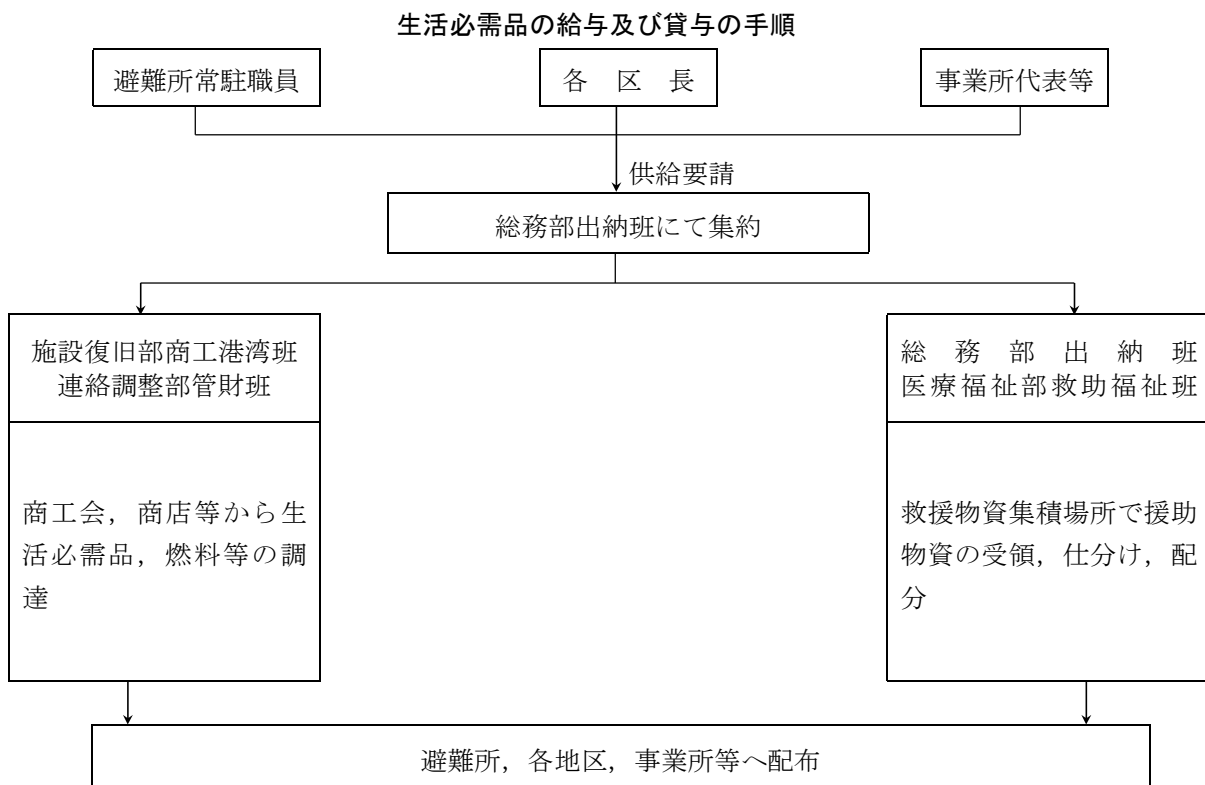 生活必需品の給与及び貸与の手順
避難所常駐職員
各区長
事業所代表等
供給要請
総務部出納班にて集約
施設復旧部商工港湾班
連絡調整部管財班
商工会，商店等から生
活必需品，燃料等の調
達
総務部出納班
医療福祉部救助福祉班
救援物資集積場所で援助
物資の受領，仕分け，配
分
避難所，各地区，事業所等へ配布